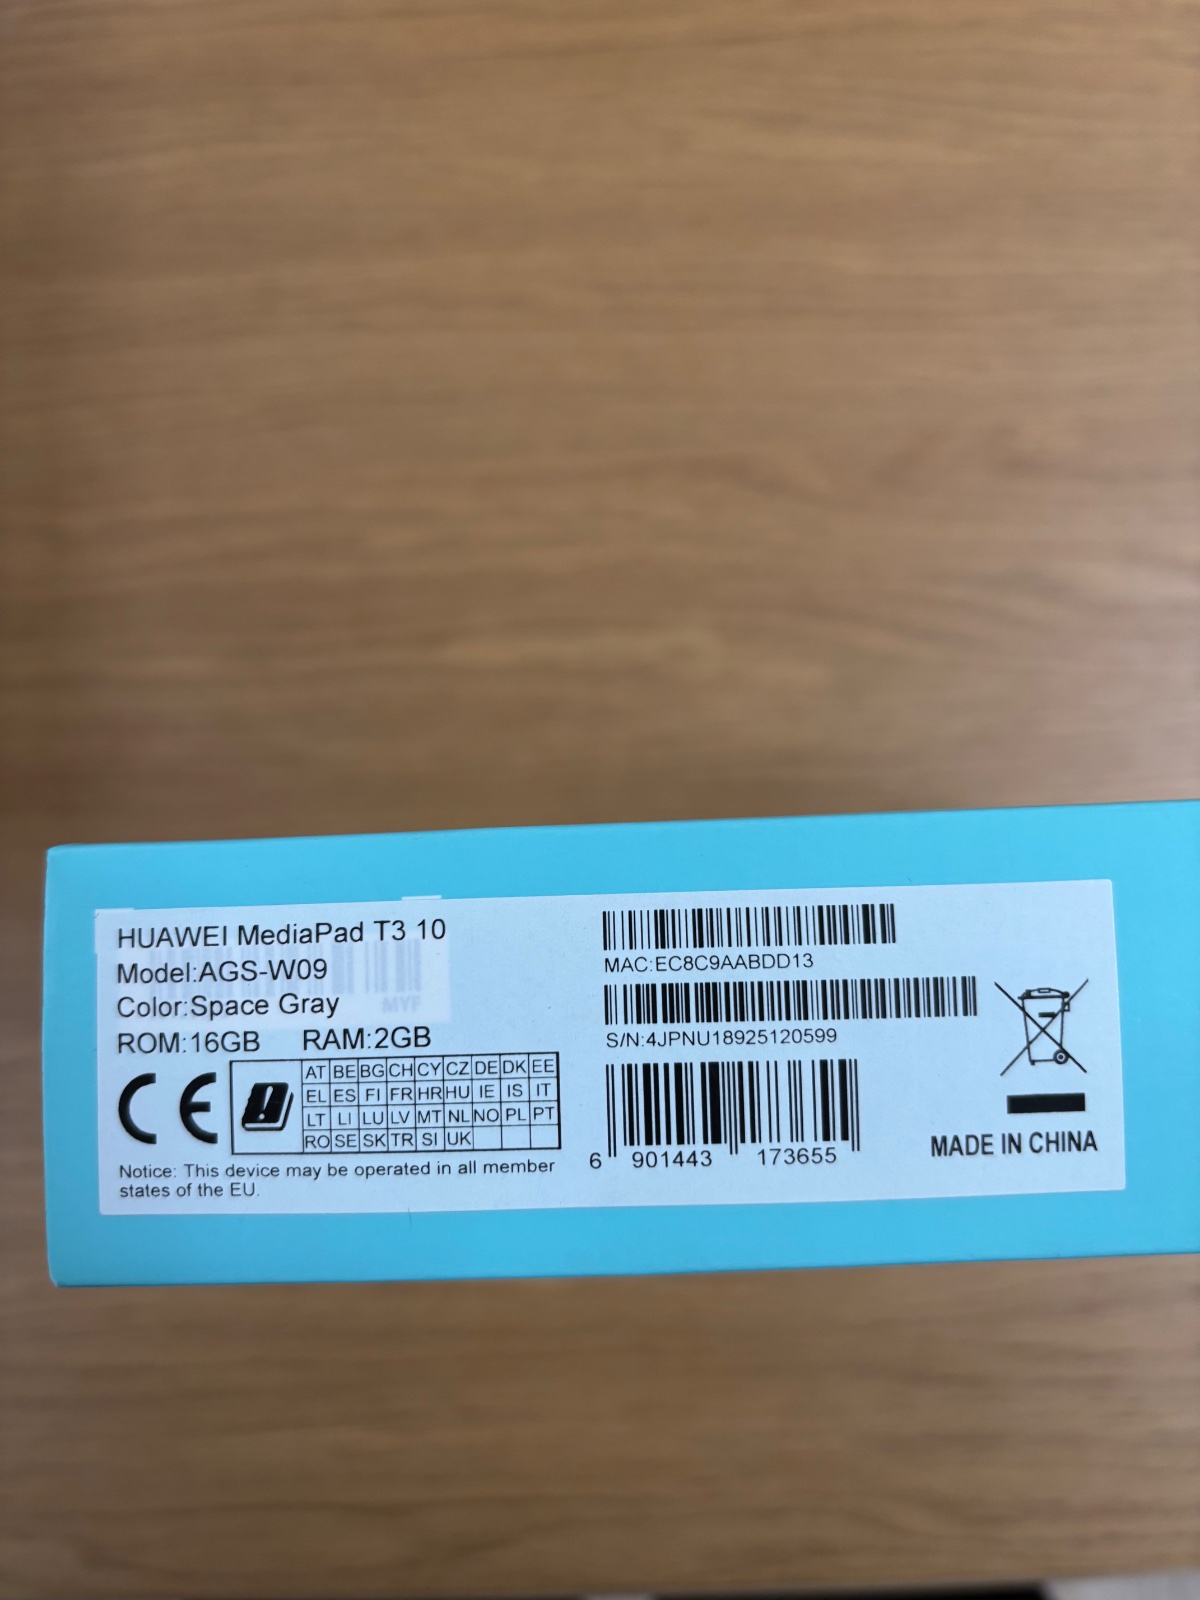 HUAWEI MediaPad T3 10
Model:AGS-W09
Color:Space Gray
MYF
ROM:16GB RAM:2GB
AT BE BG CH CY CZ DE DK EE
EL ES FI FR HR HU IE IS IT
LT LI LU LV MT NL NO PL PT
RO SE SK TR SI UK
Notice: This device may be operated in all member
states of the EU.
MAC:EC8C9AABDD13
S/N:4JPNU18925120599
6 901443 173655
MADE IN CHINA